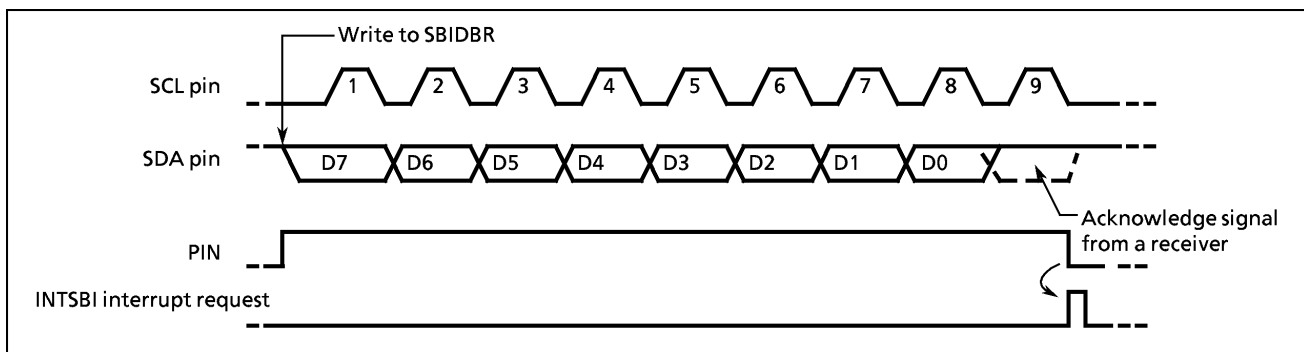 Write to SBIDBR
SCL pin
1 2 3 4 5 6 7 8 9
SDA pin
D7 D6 D5 D4 D3 D2 D1 D0
Acknowledge signal
from a receiver
PIN
INTSBI interrupt request